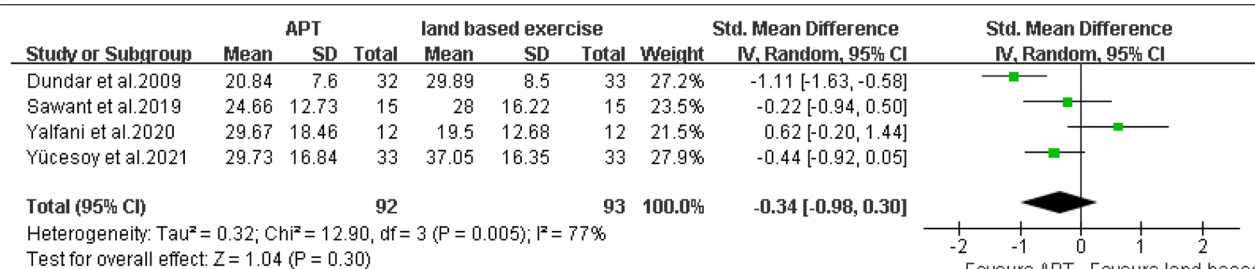 APT land based exercise Std. Mean Difference Std. Mean Difference
Study or Subgroup Mean SD Total Mean SD Total Weight IV, Random, 95% CI IV, Random, 95% CI
Dundar et al.2009 20.84 7.6 32 29.89 8.5 33 27.2% -1.11 [-1.63, -0.58]
Sawant et al.2019 24.66 12.73 15 28 16.22 15 23.5% -0.22 [-0.94, 0.50]
Yalfani et al.2020 29.67 18.46 12 19.5 12.68 12 21.5% 0.62 [-0.20, 1.44]
Yücesoy et al.2021 29.73 16.84 33 37.05 16.35 33 27.9% -0.44 [-0.92, 0.05]
Total (95% CI) 92 93 100.0% -0.34 [-0.98, 0.30]
Heterogeneity: Tau² = 0.32; Chi² = 12.90, df = 3 (P = 0.005); I² = 77%
Test for overall effect: Z = 1.04 (P = 0.30)
-2 -1 0 1 2
Favours APT Favours land based